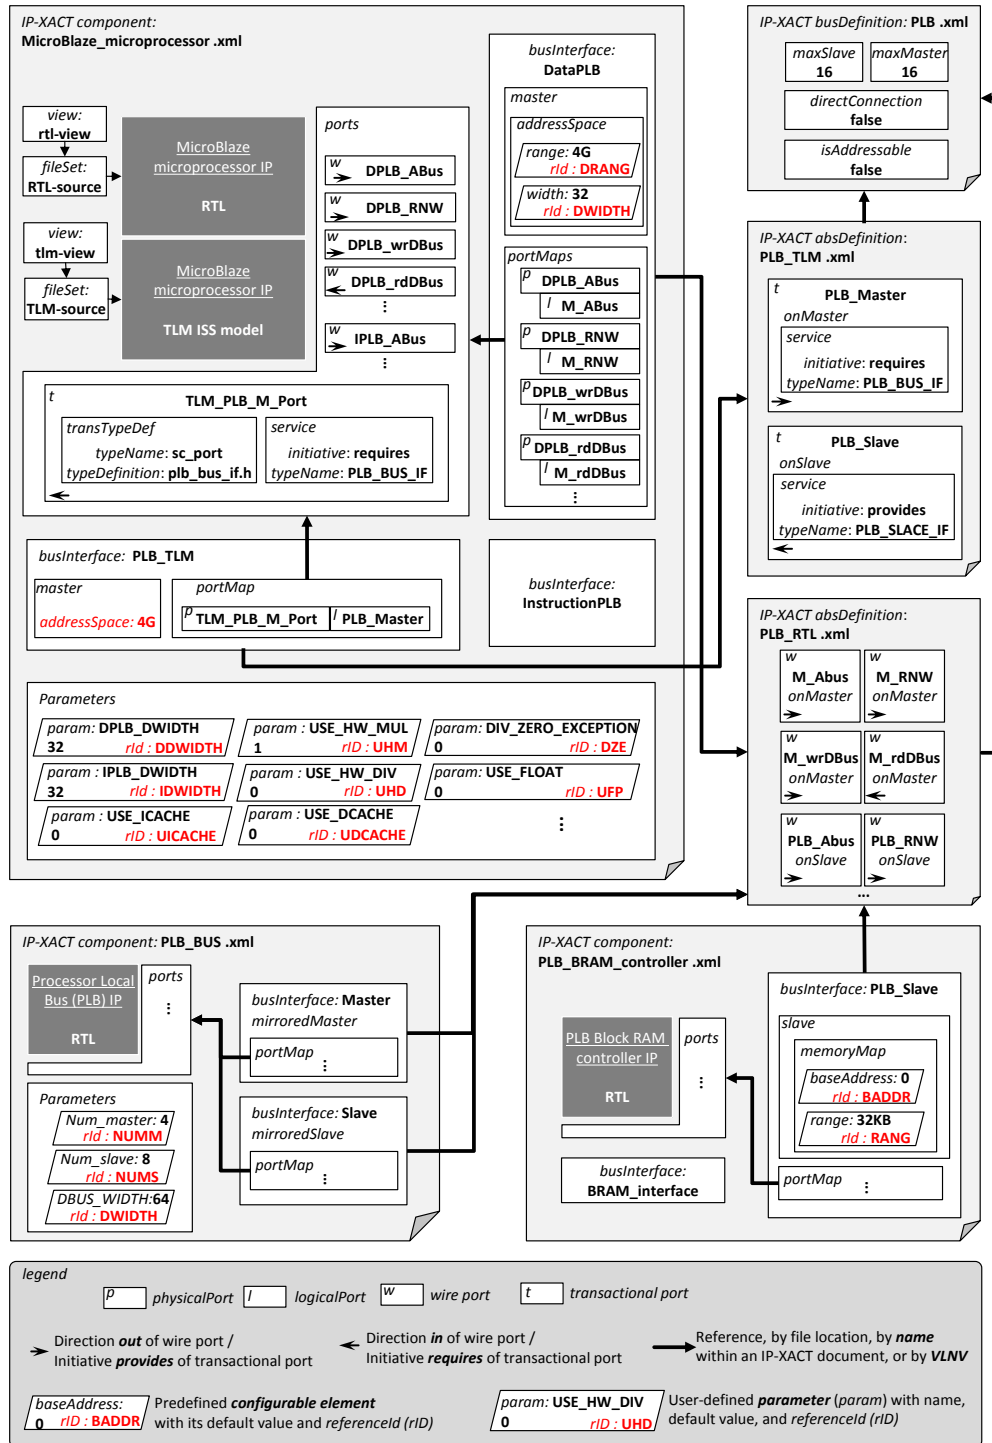 IP-XACT component:
MicroBlaze_microprocessor .xml
view:
rtl-view
fileSet:
RTL-source
view:
tlm-view
fileSet:
TLM-source
MicroBlaze
microprocessor IP
RTL
MicroBlaze
microprocessor IP
TLM ISS model
ports
w
DPLB_ABus
w
DPLB_RNW
w
DPLB_wrDBus
w
DPLB_rdDBus
⋮
w
IPLB_ABus
⋮
t
TLM_PLB_M_Port
transTypeDef
typeName: sc_port
typeDefinition: plb_bus_if.h
service
initiative: requires
typeName: PLB_BUS_IF
busInterface:
DataPLB
master
addressSpace
range: 4G
rId : DRANG
width: 32
rId : DWIDTH
portMaps
p
DPLB_ABus
l M_ABus
p
DPLB_RNW
l M_RNW
p
DPLB_wrDBus
l M_wrDBus
p
DPLB_rdDBus
l M_rdDBus
⋮
busInterface: PLB_TLM
master
addressSpace: 4G
portMap
p TLM_PLB_M_Port l PLB_Master
busInterface:
InstructionPLB
Parameters
param: DPLB_DWIDTH
32 rId : DDWIDTH
param : USE_HW_MUL
1 rID : UHM
param: DIV_ZERO_EXCEPTION
0 rID : DZE
param : IPLB_DWIDTH
32 rId : IDWIDTH
param : USE_HW_DIV
0 rID : UHD
param: USE_FLOAT
0 rID : UFP
param : USE_ICACHE
0 rID : UICACHE
param : USE_DCACHE
0 rID : UDCACHE
⋮
IP-XACT busDefinition: PLB .xml
maxSlave
16
maxMaster
16
directConnection
false
isAddressable
false
IP-XACT absDefinition:
PLB_TLM .xml
t
PLB_Master
onMaster
service
initiative: requires
typeName: PLB_BUS_IF
t
PLB_Slave
onSlave
service
initiative: provides
typeName: PLB_SLACE_IF
IP-XACT absDefinition:
PLB_RTL .xml
w
M_Abus
onMaster
w
M_RNW
onMaster
w
M_wrDBus
onMaster
w
M_rdDBus
onMaster
w
PLB_Abus
onSlave
w
PLB_RNW
onSlave
...
IP-XACT component: PLB_BUS .xml
Processor Local
Bus (PLB) IP
RTL
ports
⋮
Parameters
Num_master: 4
rId : NUMM
Num_slave: 8
rId : NUMS
DBUS_WIDTH:64
rId : DWIDTH
busInterface: Master
mirroredMaster
portMap
⋮
busInterface: Slave
mirroredSlave
portMap
⋮
IP-XACT component:
PLB_BRAM_controller .xml
PLB Block RAM
controller IP
RTL
ports
⋮
busInterface:
BRAM_interface
busInterface: PLB_Slave
slave
memoryMap
baseAddress: 0
rId : BADDR
range: 32KB
rId : RANG
portMap
⋮
legend
p physicalPort l logicalPort w wire port t transactional port
Direction out of wire port /
Initiative provides of transactional port
Direction in of wire port /
Initiative requires of transactional port
Reference, by file location, by name
within an IP-XACT document, or by VLNV
baseAddress:
0 rID : BADDR
Predefined configurable element
with its default value and referenceId (rID)
param: USE_HW_DIV
0 rID : UHD
User-defined parameter (param) with name,
default value, and referenceId (rID)